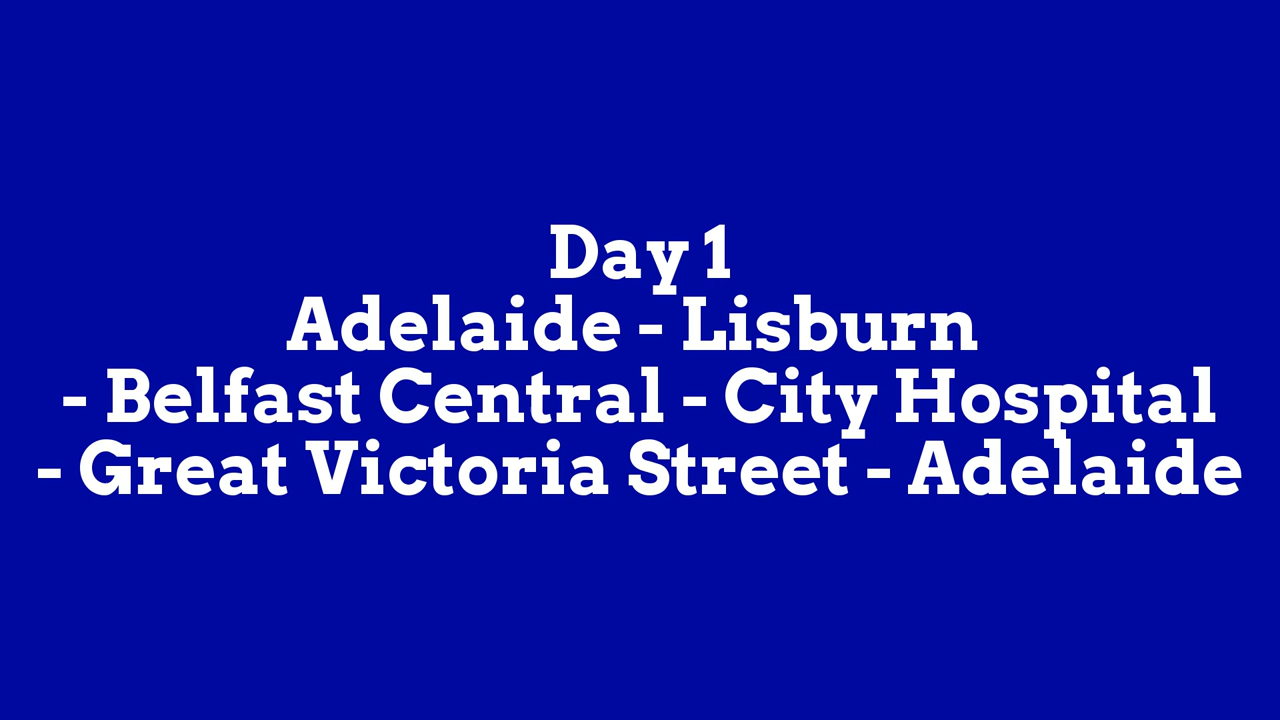 Day 1
Adelaide - Lisburn
- Belfast Central - City Hospital
- Great Victoria Street - Adelaide